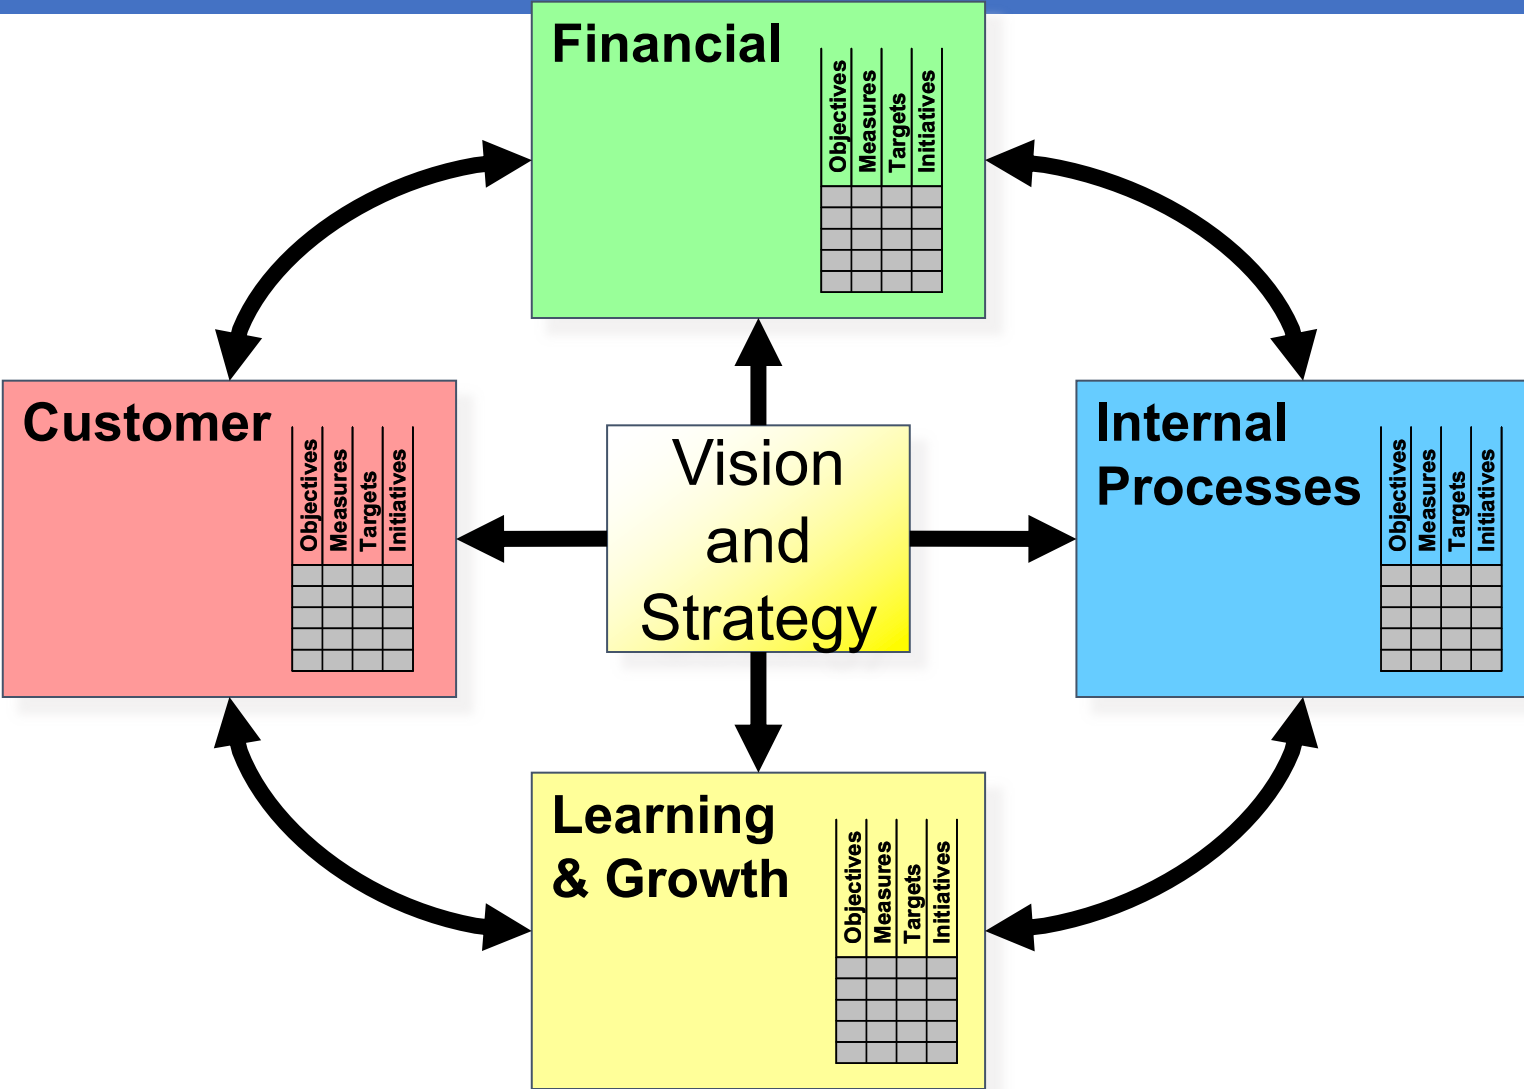 Financial
Objectives
Measures
Targets
Initiatives
Customer
Objectives
Measures
Targets
Initiatives
Vision
and
Strategy
Internal
Processes
Objectives
Measures
Targets
Initiatives
Learning
& Growth
Objectives
Measures
Targets
Initiatives